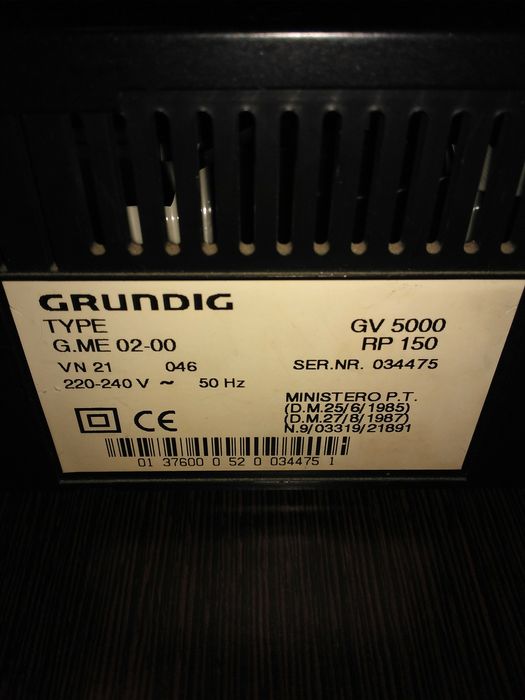 GRUNDIG
TYPE GV 5000
G.ME 02-00 RP 150
VN 21 046 SER.NR. 034475
220-240 V ~ 50 Hz
MINISTERO P.T.
(D.M.25/6/1985)
(D.M.27/8/1987)
N.9/03319/21891
CE
01 37600 0 52 0 034475 1